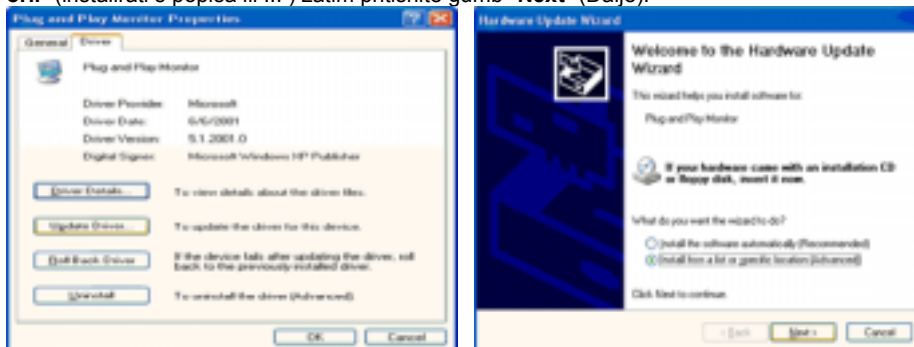 (instalirati s popisa ili ...) zatim pritisnite gumb "Next" (Dalje).
Plug and Play Monitor Properties
General Driver
Plug and Play Monitor
Driver Provider: Microsoft
Driver Date: 6/6/2001
Driver Version: 5.1.2001.0
Digital Signer: Microsoft Windows XP Publisher
Driver Details... To view details about the driver files.
Update Driver... To update the driver for this device.
Roll Back Driver If the device fails after updating the driver, roll
back to the previously installed driver.
Uninstall To uninstall the driver (Advanced).
OK Cancel
Hardware Update Wizard
Welcome to the Hardware Update
Wizard
This wizard helps you install software for:
Plug and Play Monitor
If your hardware came with an installation CD
or floppy disk, insert it now.
What do you want the wizard to do?
Install the software automatically (Recommended)
Install from a list or specific location (Advanced)
Click Next to continue.
< Back Next > Cancel